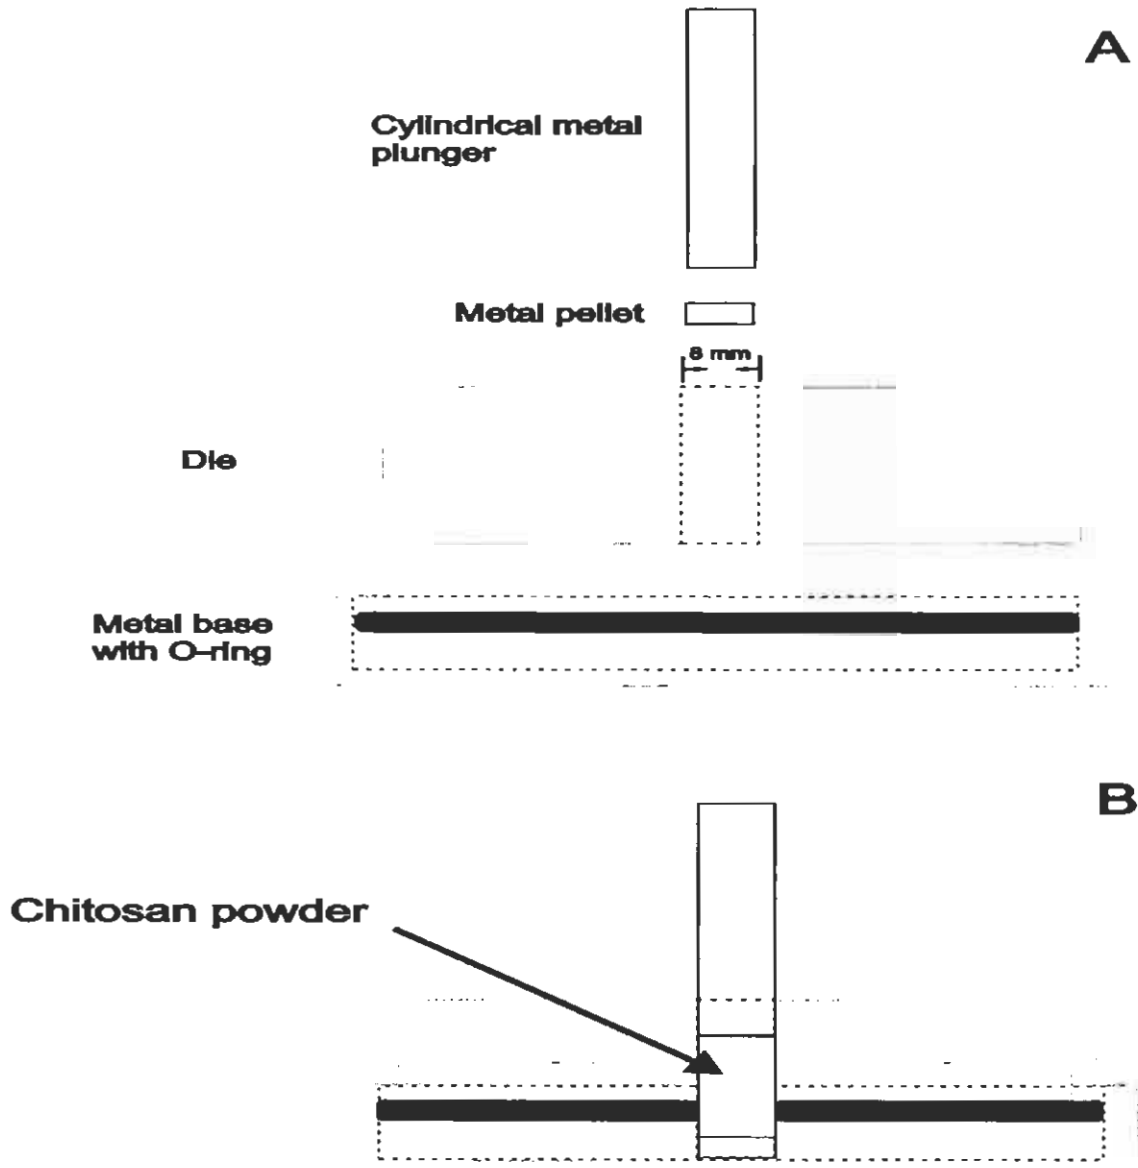 A
Cylindrical metal
plunger
Metal pellet
8 mm
Die
Metal base
with O-ring
B
Chitosan powder